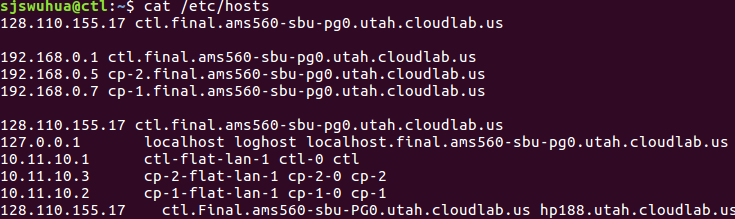 sjswuhua@ctl:~$ cat /etc/hosts
128.110.155.17 ctl.final.ams560-sbu-pg0.utah.cloudlab.us
192.168.0.1 ctl.final.ams560-sbu-pg0.utah.cloudlab.us
192.168.0.5 cp-2.final.ams560-sbu-pg0.utah.cloudlab.us
192.168.0.7 cp-1.final.ams560-sbu-pg0.utah.cloudlab.us
128.110.155.17 ctl.final.ams560-sbu-pg0.utah.cloudlab.us
127.0.0.1 localhost loghost localhost.final.ams560-sbu-pg0.utah.cloudlab.us
10.11.10.1 ctl-flat-lan-1 ctl-0 ctl
10.11.10.3 cp-2-flat-lan-1 cp-2-0 cp-2
10.11.10.2 cp-1-flat-lan-1 cp-1-0 cp-1
128.110.155.17 ctl.Final.ams560-sbu-PG0.utah.cloudlab.us hp188.utah.cloudlab.us